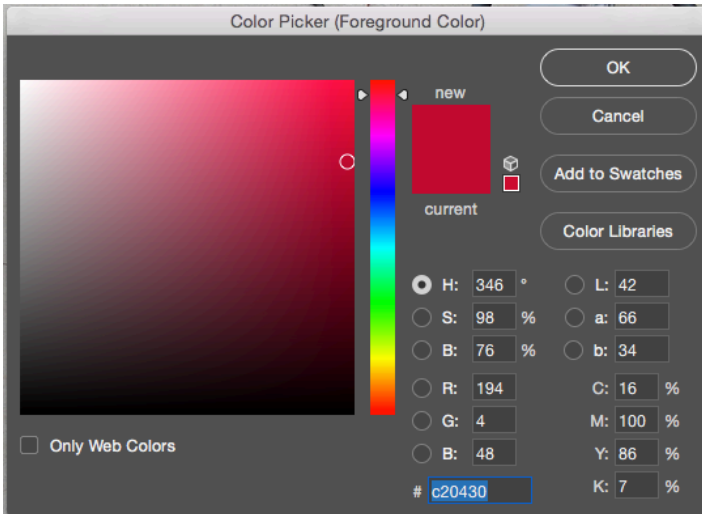 Color Picker (Foreground Color)
new
current
OK
Cancel
Add to Swatches
Color Libraries
H: 346 °
S: 98 %
B: 76 %
R: 194
G: 4
B: 48
# c20430
L: 42
a: 66
b: 34
C: 16 %
M: 100 %
Y: 86 %
K: 7 %
Only Web Colors